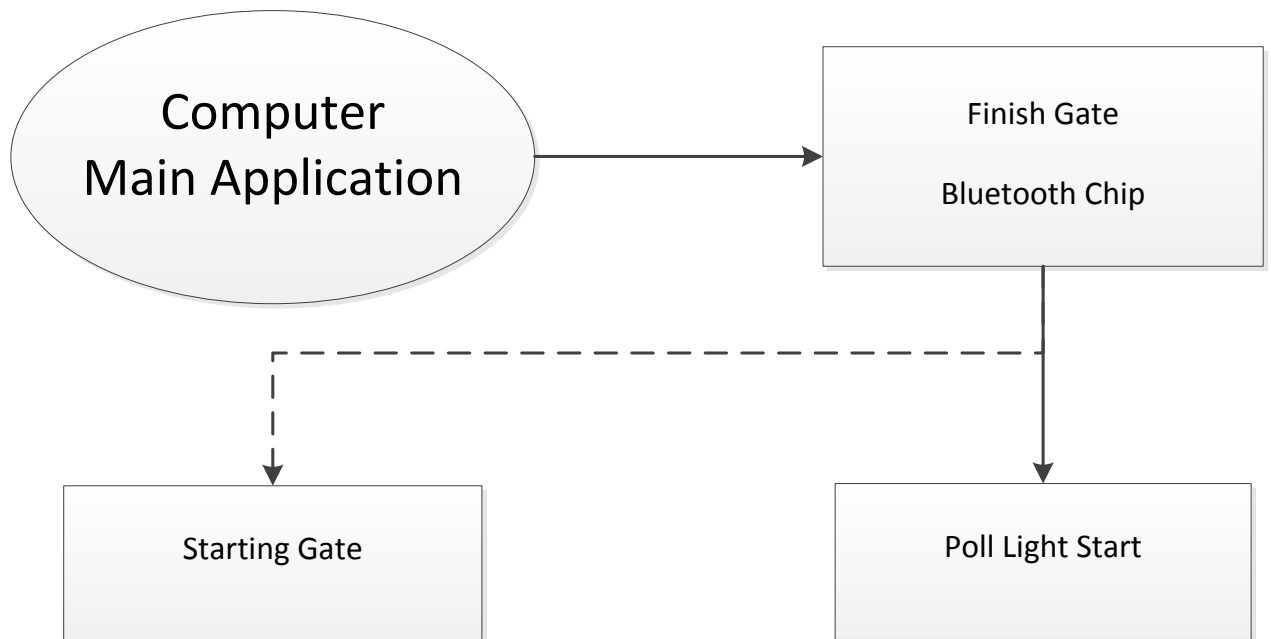 Computer
Main Application
Finish Gate
Bluetooth Chip
Starting Gate
Poll Light Start